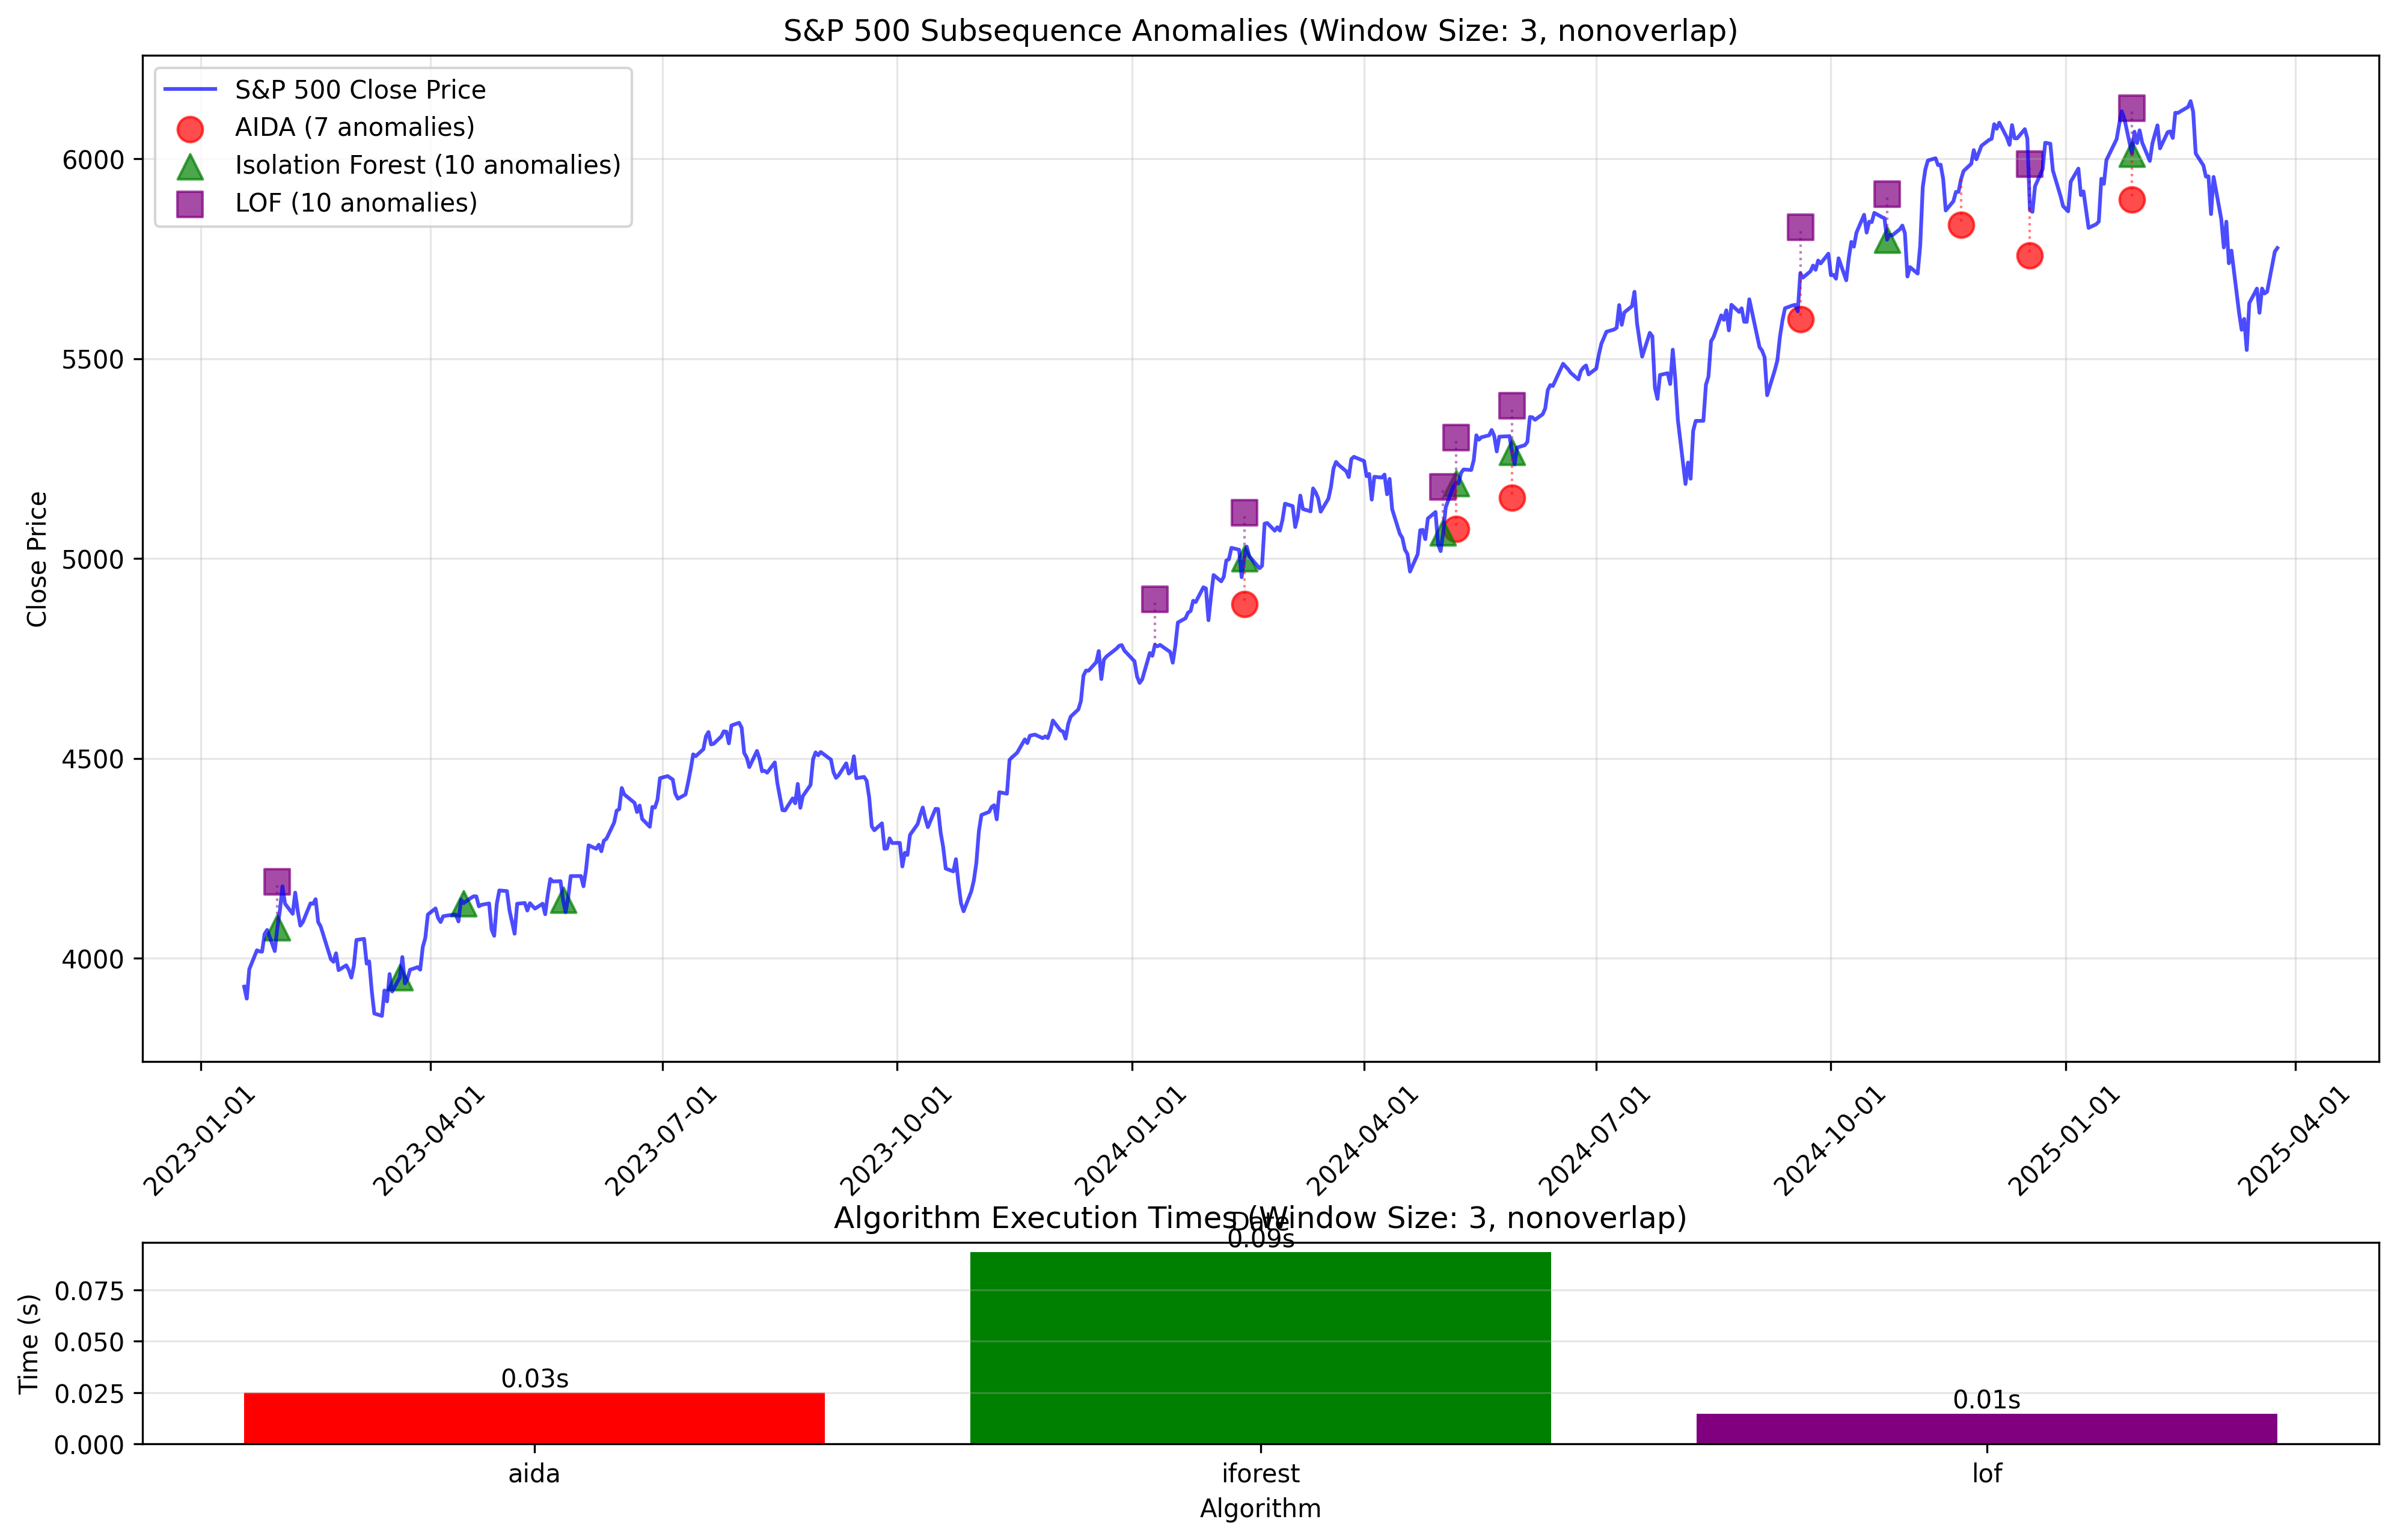 S&P 500 Subsequence Anomalies (Window Size: 3, nonoverlap)
S&P 500 Close Price
AIDA (7 anomalies)
Isolation Forest (10 anomalies)
LOF (10 anomalies)
Close Price
6000
5500
5000
4500
4000
2023-01-01
2023-04-01
2023-07-01
2023-10-01
2024-01-01
2024-04-01
2024-07-01
2024-10-01
2025-01-01
2025-04-01
Date
Algorithm Execution Times (Window Size: 3, nonoverlap)
Time (s)
0.075
0.050
0.025
0.000
0.03s
0.09s
0.01s
aida
iforest
lof
Algorithm